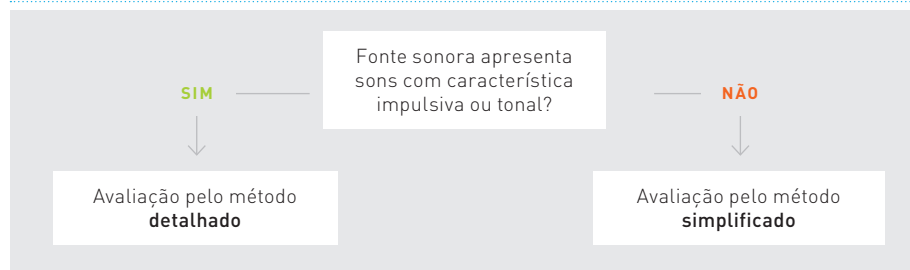 Fonte sonora apresenta
sons com característica
impulsiva ou tonal?
SIM
NÃO
Avaliação pelo método
detalhado
Avaliação pelo método
simplificado